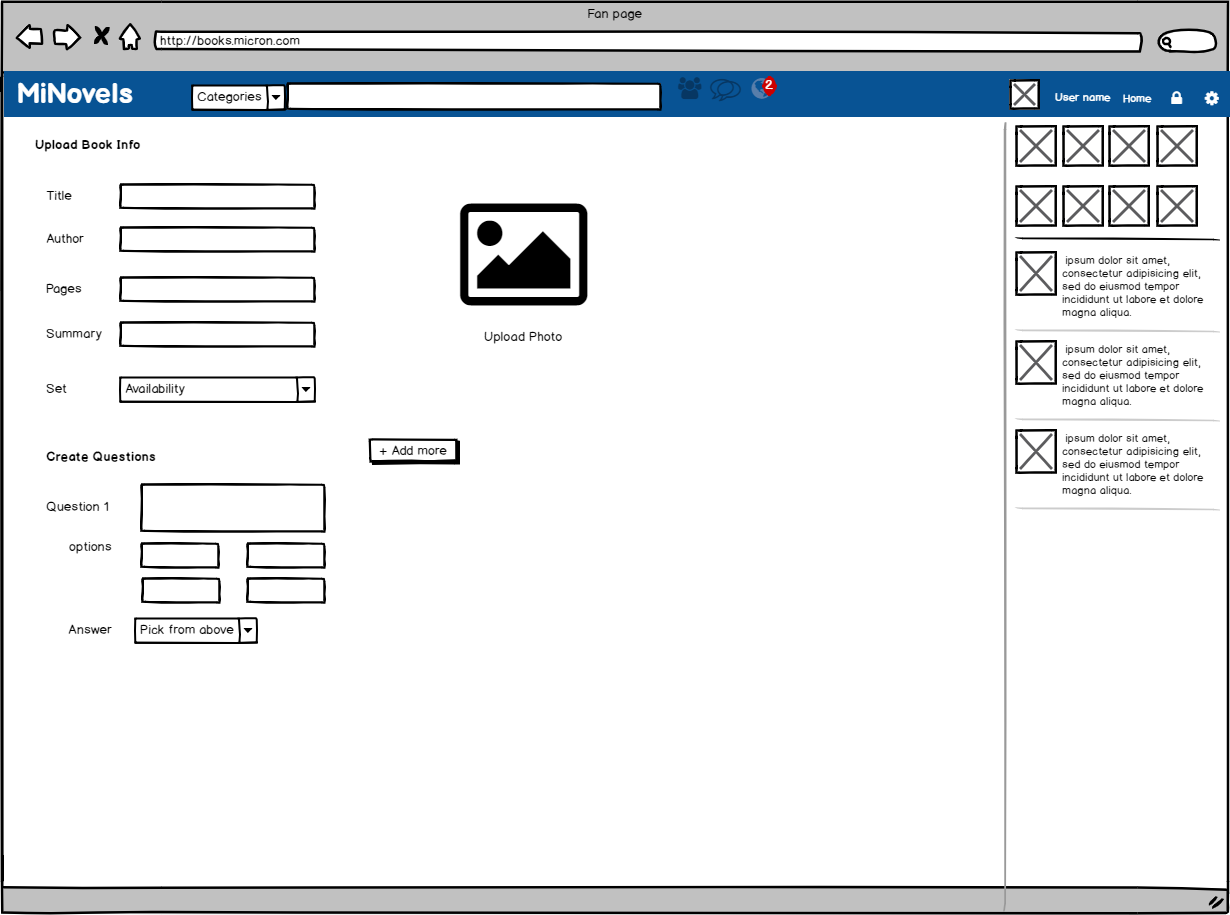 Fan page
http://books.micron.com
MiNovels
Categories
2
User name
Home
Upload Book Info
Title
Author
Pages
Summary
Set
Availability
Upload Photo
Create Questions
+ Add more
Question 1
options
Answer
Pick from above
ipsum dolor sit amet,
consectetur adipisicing elit,
sed do eiusmod tempor
incididunt ut labore et dolore
magna aliqua.
ipsum dolor sit amet,
consectetur adipisicing elit,
sed do eiusmod tempor
incididunt ut labore et dolore
magna aliqua.
ipsum dolor sit amet,
consectetur adipisicing elit,
sed do eiusmod tempor
incididunt ut labore et dolore
magna aliqua.